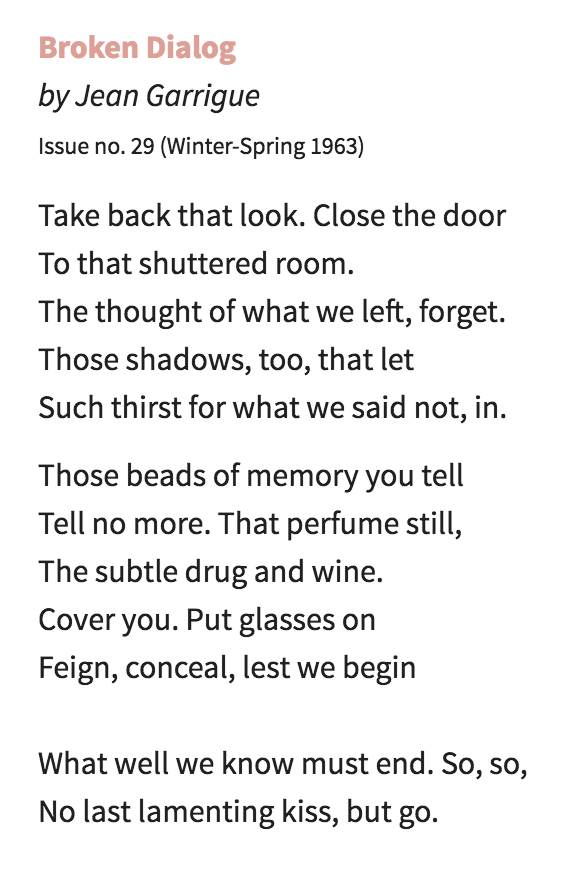 Broken Dialog
by Jean Garrigue
Issue no. 29 (Winter-Spring 1963)
Take back that look. Close the door
To that shuttered room.
The thought of what we left, forget.
Those shadows, too, that let
Such thirst for what we said not, in.
Those beads of memory you tell
Tell no more. That perfume still,
The subtle drug and wine.
Cover you. Put glasses on
Feign, conceal, lest we begin
What well we know must end. So, so,
No last lamenting kiss, but go.